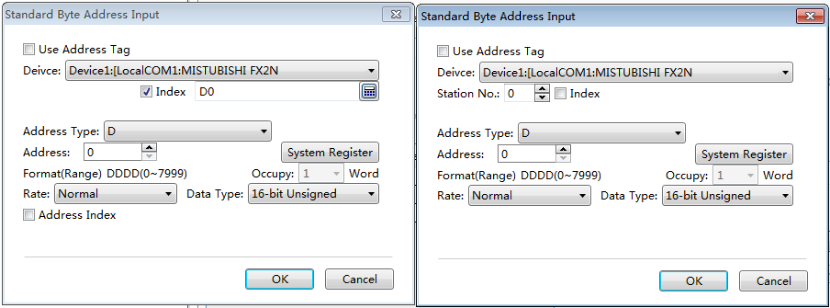 Standard Byte Address Input
Use Address Tag
Deivce: Device1:[LocalCOM1:MISTUBISHI FX2N
Index D0
Address Type: D
Address: 0 System Register
Format(Range) DDDD(0~7999) Occupy: 1 Word
Rate: Normal Data Type: 16-bit Unsigned
Address Index
OK Cancel
Standard Byte Address Input
Use Address Tag
Deivce: Device1:[LocalCOM1:MISTUBISHI FX2N
Station No.: 0 Index
Address Type: D
Address: 0 System Register
Format(Range) DDDD(0~7999) Occupy: 1 Word
Rate: Normal Data Type: 16-bit Unsigned
OK Cancel